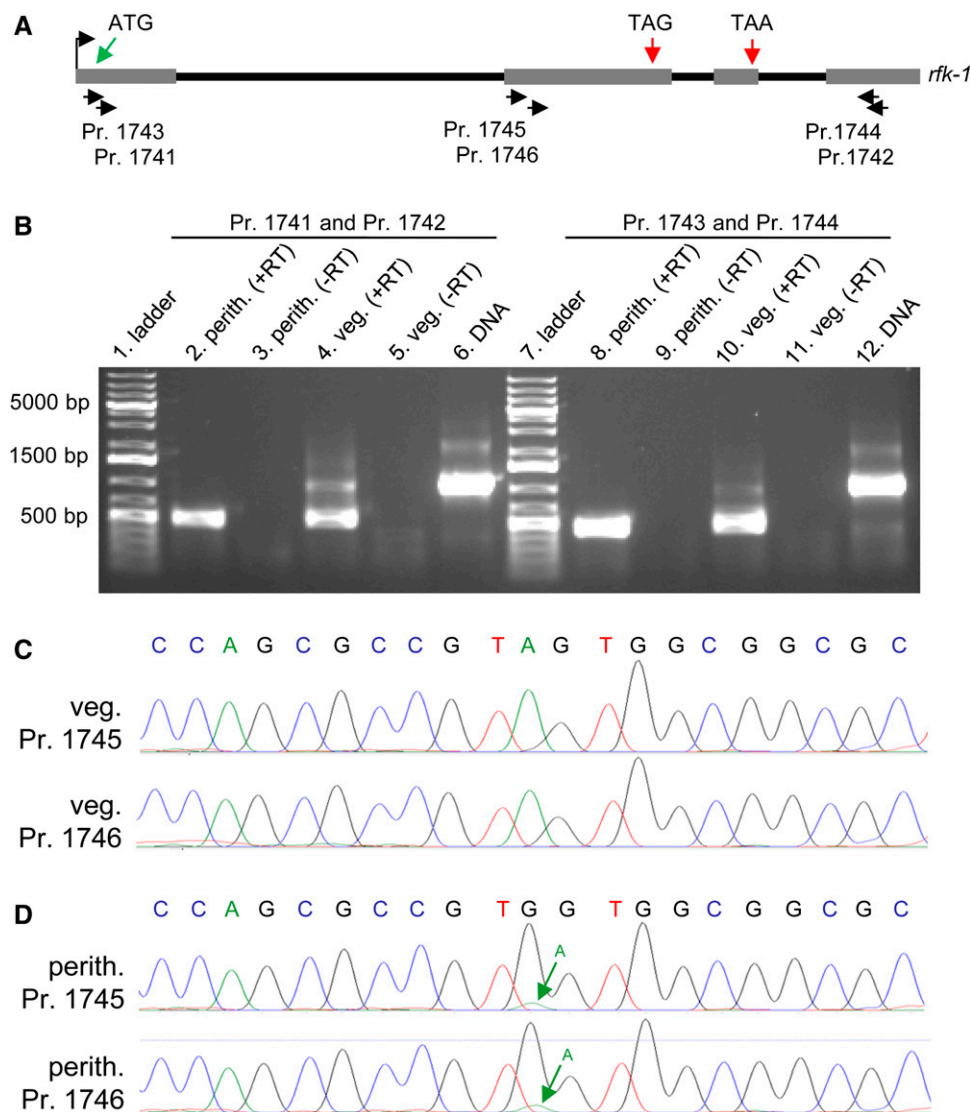 A
ATG
TAG
TAA
rfk-1
Pr. 1743
Pr. 1741
Pr. 1745
Pr. 1746
Pr.1744
Pr.1742
B
Pr. 1741 and Pr. 1742
Pr. 1743 and Pr. 1744
1. ladder
2. perith. (+RT)
3. perith. (-RT)
4. veg. (+RT)
5. veg. (-RT)
6. DNA
7. ladder
8. perith. (+RT)
9. perith. (-RT)
10. veg. (+RT)
11. veg. (-RT)
12. DNA
5000 bp
1500 bp
500 bp
C
C C A G C G C C G T A G T G G C G G C G C
veg.
Pr. 1745
veg.
Pr. 1746
D
C C A G C G C C G T G G T G G C G G C G C
perith.
Pr. 1745
A
perith.
Pr. 1746
A